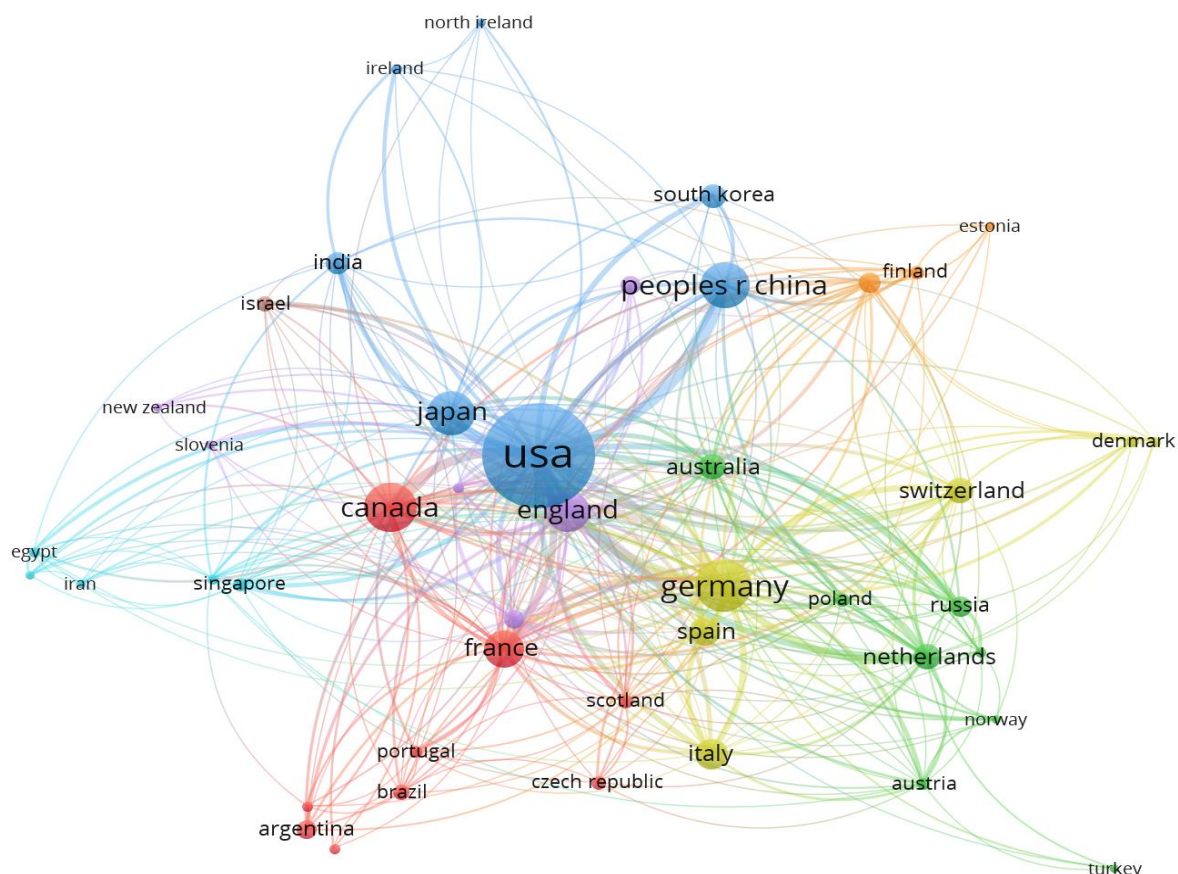 north ireland
ireland
south korea
estonia
india
finland
peoples r china
israel
new zealand
japan
slovenia
denmark
usa
australia
switzerland
canada
england
egypt
iran
singapore
germany
poland
russia
spain
france
netherlands
scotland
norway
portugal
italy
czech republic
austria
brazil
argentina
turkey